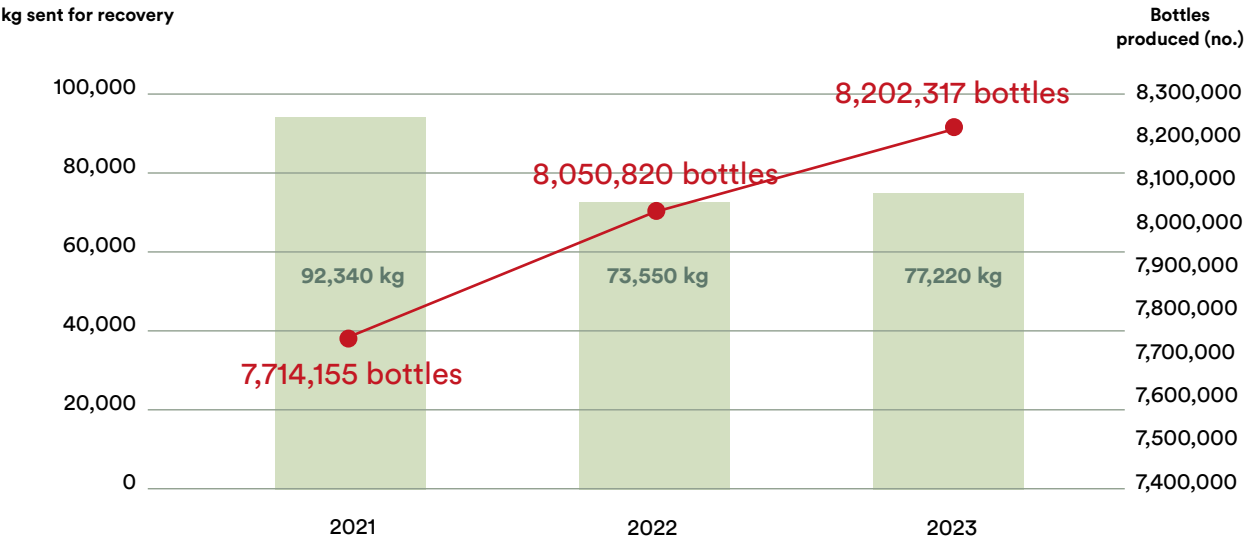 kg sent for recovery
Bottles
produced (no.)
100,000
80,000
60,000
40,000
20,000
0
8,300,000
8,200,000
8,100,000
8,000,000
7,900,000
7,800,000
7,700,000
7,600,000
7,500,000
7,400,000
8,202,317 bottles
8,050,820 bottles
7,714,155 bottles
92,340 kg
73,550 kg
77,220 kg
2021
2022
2023